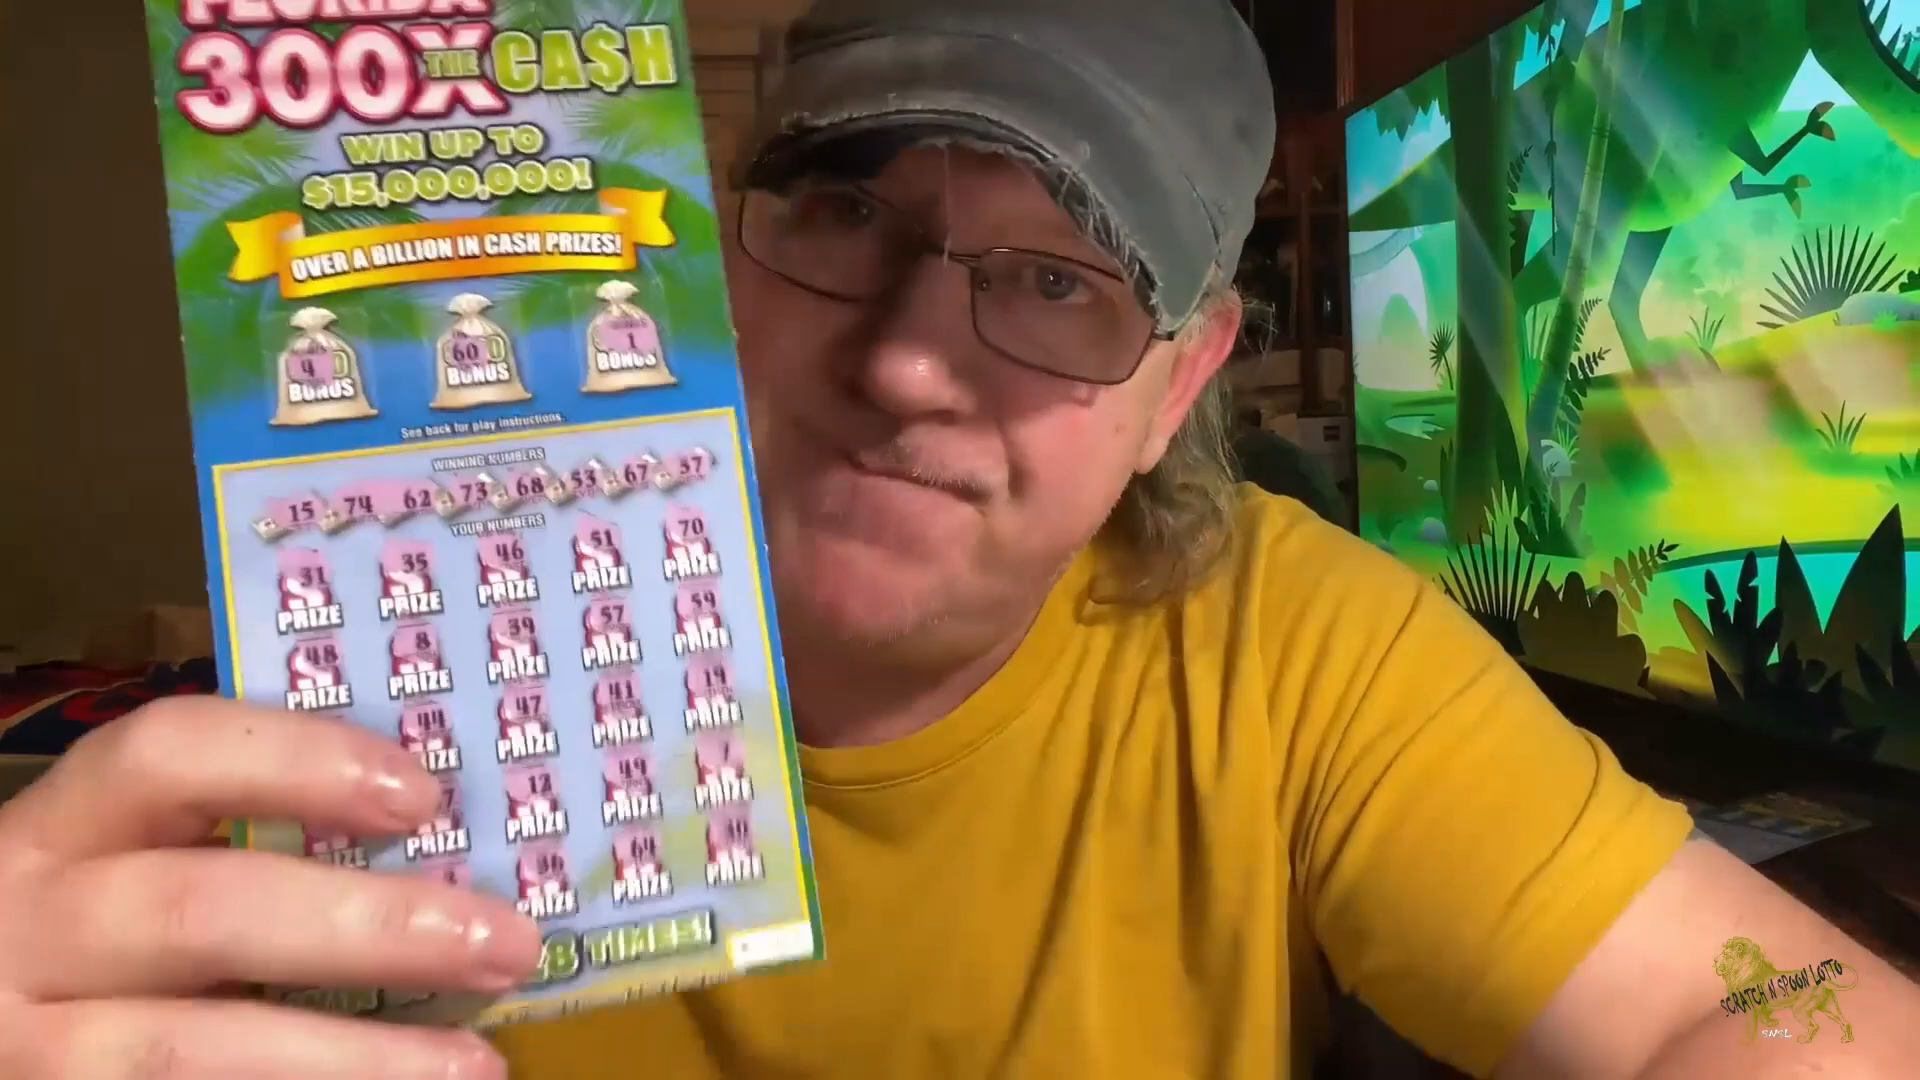 FLORIDA
300X THE CA$H
WIN UP TO
$15,000,000!
OVER A BILLION IN CASH PRIZES!
BONUS BONUS BONUS
60 1
See back for play instructions.
WINNING NUMBERS
15 74 62 73 68 53 67 37
YOUR NUMBERS
31 35 46 51 70
PRIZE PRIZE PRIZE PRIZE PRIZE
48 8 39 57 59
PRIZE PRIZE PRIZE PRIZE PRIZE
44 47 41 19
PRIZE PRIZE PRIZE
12 49
PRIZE PRIZE PRIZE PRIZE
36 64
PRIZE PRIZE PRIZE
TIMES!
SCRATCH N SPOON LOTTO
SNSL